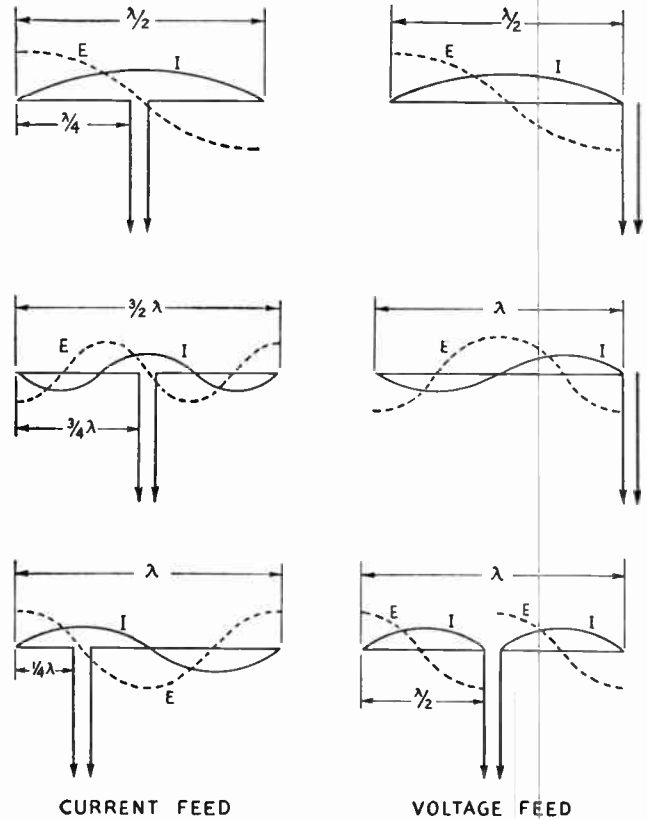 λ/2 λ/2
E I E I
λ/4
3/2 λ λ
E I E I
3/4 λ
λ λ
E I E I E I
1/4 λ λ/2
CURRENT FEED VOLTAGE FEED